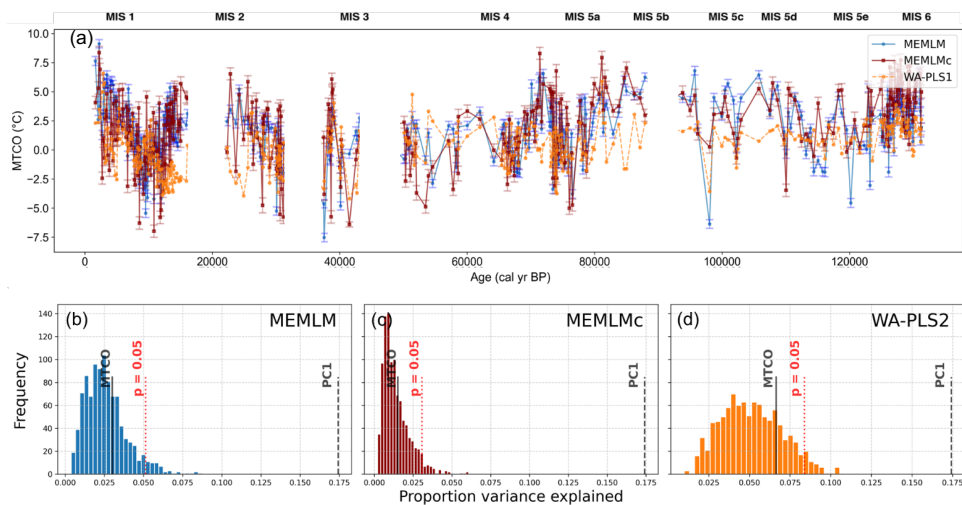 MIS 1 MIS 2 MIS 3 MIS 4 MIS 5a MIS 5b MIS 5c MIS 5d MIS 5e MIS 6
(a)
MEMLM
MEMLMc
WA-PLS1
MTCO (°C)
10.0
7.5
5.0
2.5
0.0
−2.5
−5.0
−7.5
0 20000 40000 60000 80000 100000 120000
Age (cal yr BP)
(b) MEMLM
(c) MEMLMc
(d) WA-PLS2
Frequency
140
120
100
80
60
40
20
0
MTCO
p = 0.05
PC1
MTCO
p = 0.05
PC1
MTCO
p = 0.05
PC1
0.000 0.025 0.050 0.075 0.100 0.125 0.150 0.175
0.000 0.025 0.050 0.075 0.100 0.125 0.150 0.175
0.025 0.050 0.075 0.100 0.125 0.150 0.175
Proportion variance explained